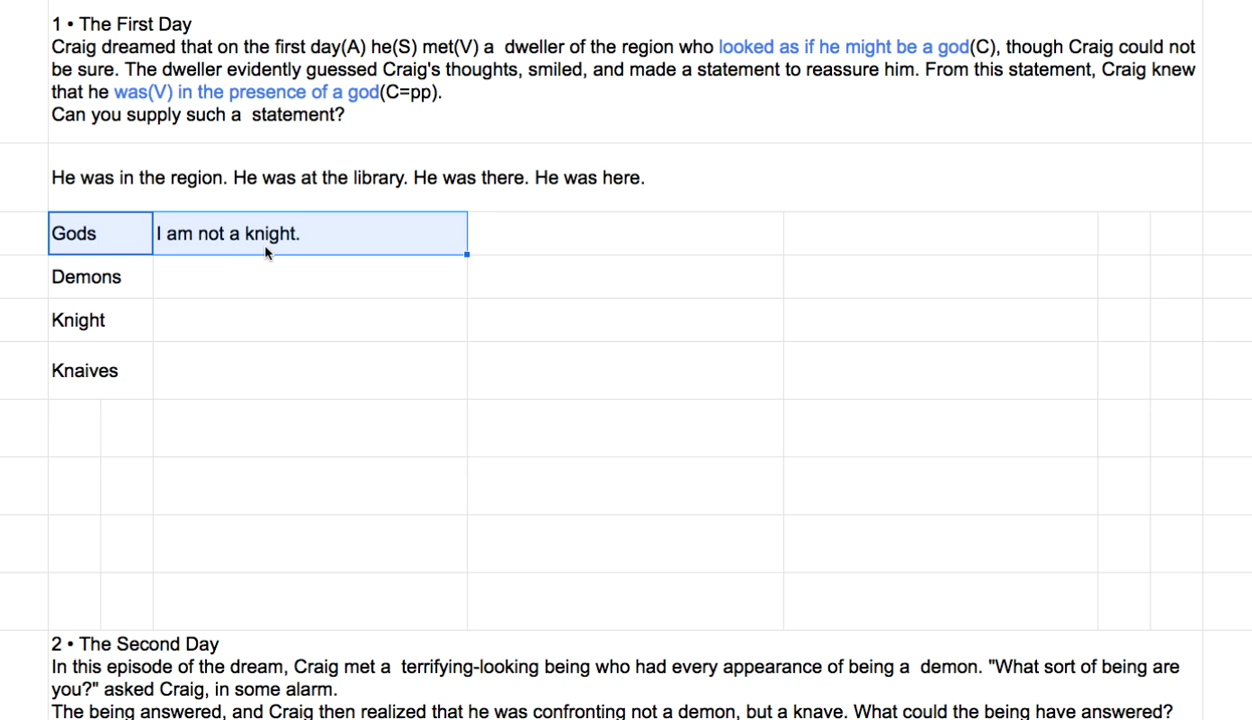 1 • The First Day
Craig dreamed that on the first day(A) he(S) met(V) a  dweller of the region who looked as if he might be a god(C), though Craig could not
be sure. The dweller evidently guessed Craig's thoughts, smiled, and made a statement to reassure him. From this statement, Craig knew
that he was(V) in the presence of a god(C=pp).
Can you supply such a  statement?
He was in the region. He was at the library. He was there. He was here.
Gods I am not a knight.
Demons
Knight
Knaives
2 • The Second Day
In this episode of the dream, Craig met a  terrifying-looking being who had every appearance of being a  demon. "What sort of being are
you?" asked Craig, in some alarm.
The being answered, and Craig then realized that he was confronting not a demon, but a knave. What could the being have answered?